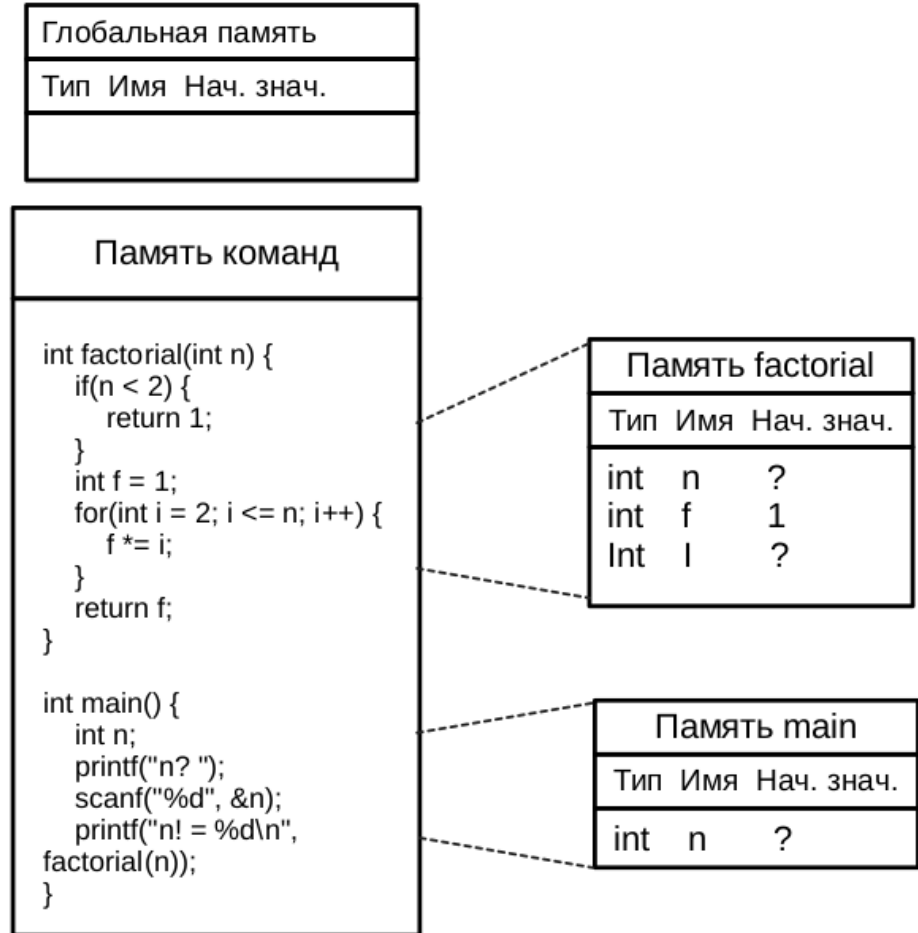 Глобальная память
Тип Имя Нач. знач.
Память команд
int factorial(int n) {
if(n < 2) {
return 1;
}
int f = 1;
for(int i = 2; i <= n; i++) {
f *= i;
}
return f;
}
int main() {
int n;
printf("n? ");
scanf("%d", &n);
printf("n! = %d\n",
factorial(n));
}
Память factorial
Тип Имя Нач. знач.
int n ?
int f 1
Int I ?
Память main
Тип Имя Нач. знач.
int n ?